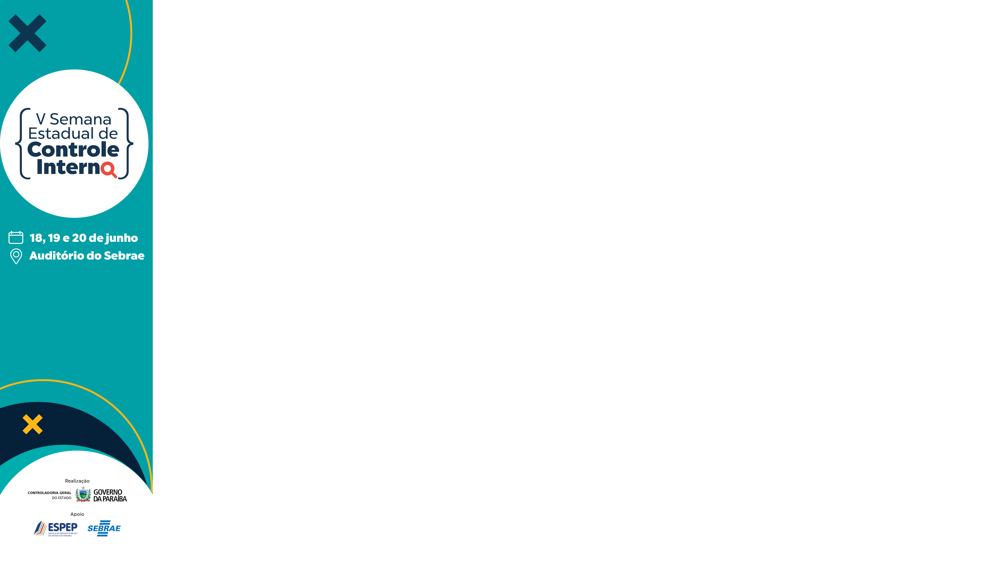 V Semana
Estadual de
Controle
Interno
18, 19 e 20 de junho
Auditório do Sebrae
Realização
CONTROLADORIA GERAL
DO ESTADO
GOVERNO
DA PARAÍBA
Apoio
ESPEP
ESCOLA DE SERVIÇO PÚBLICO
DO ESTADO DA PARAÍBA
SEBRAE